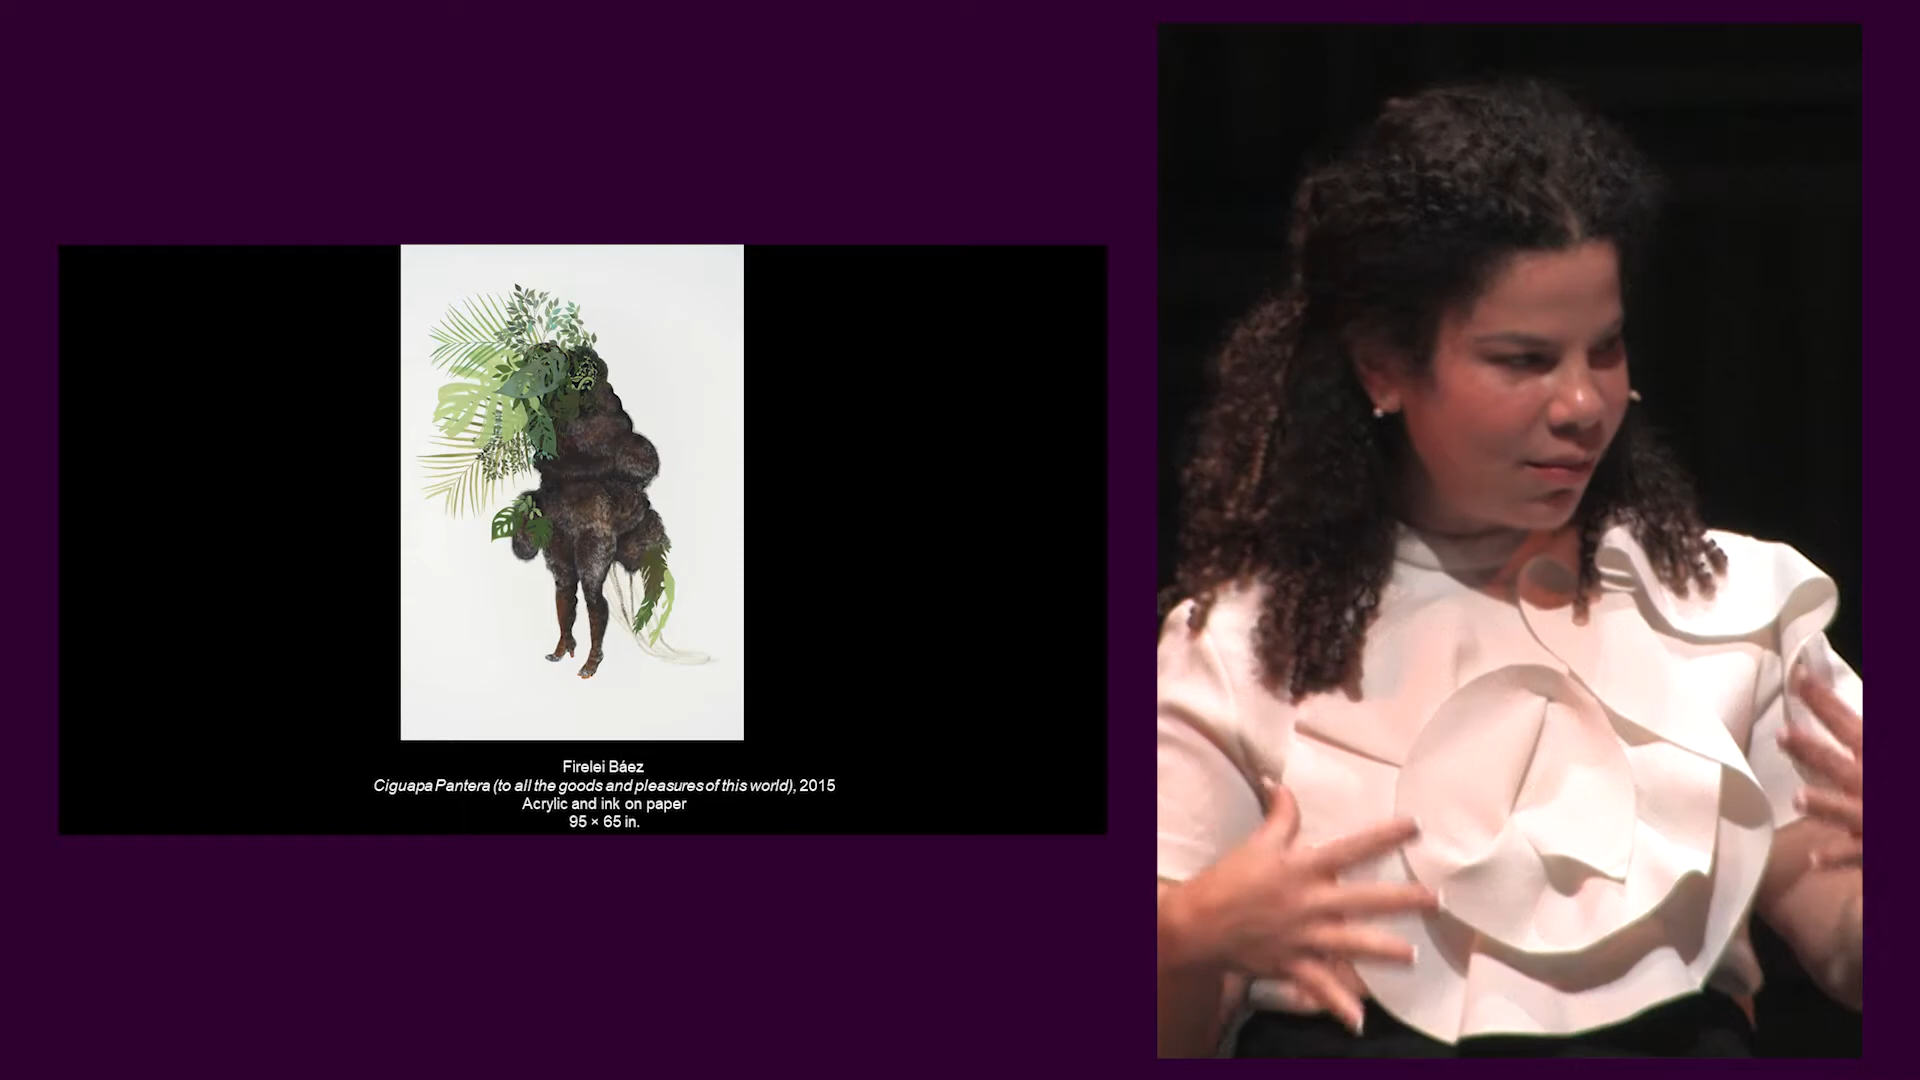 Firelei Báez
Ciguapa Pantera (to all the goods and pleasures of this world), 2015
Acrylic and ink on paper
95 × 65 in.